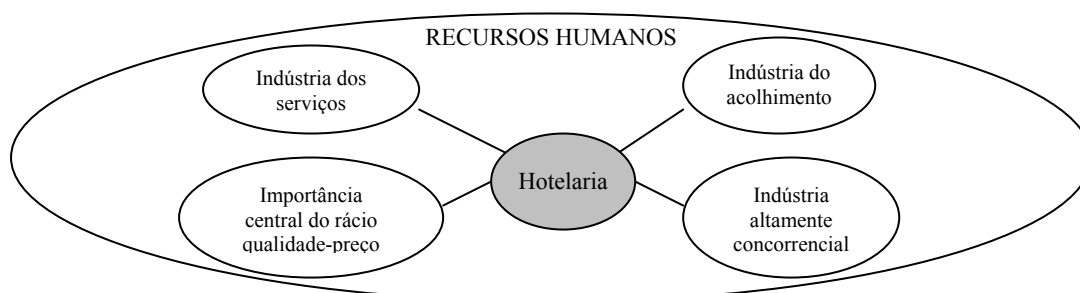 RECURSOS HUMANOS
Indústria dos
serviços
Indústria do
acolhimento
Hotelaria
Importância
central do rácio
qualidade-preço
Indústria
altamente
concorrencial